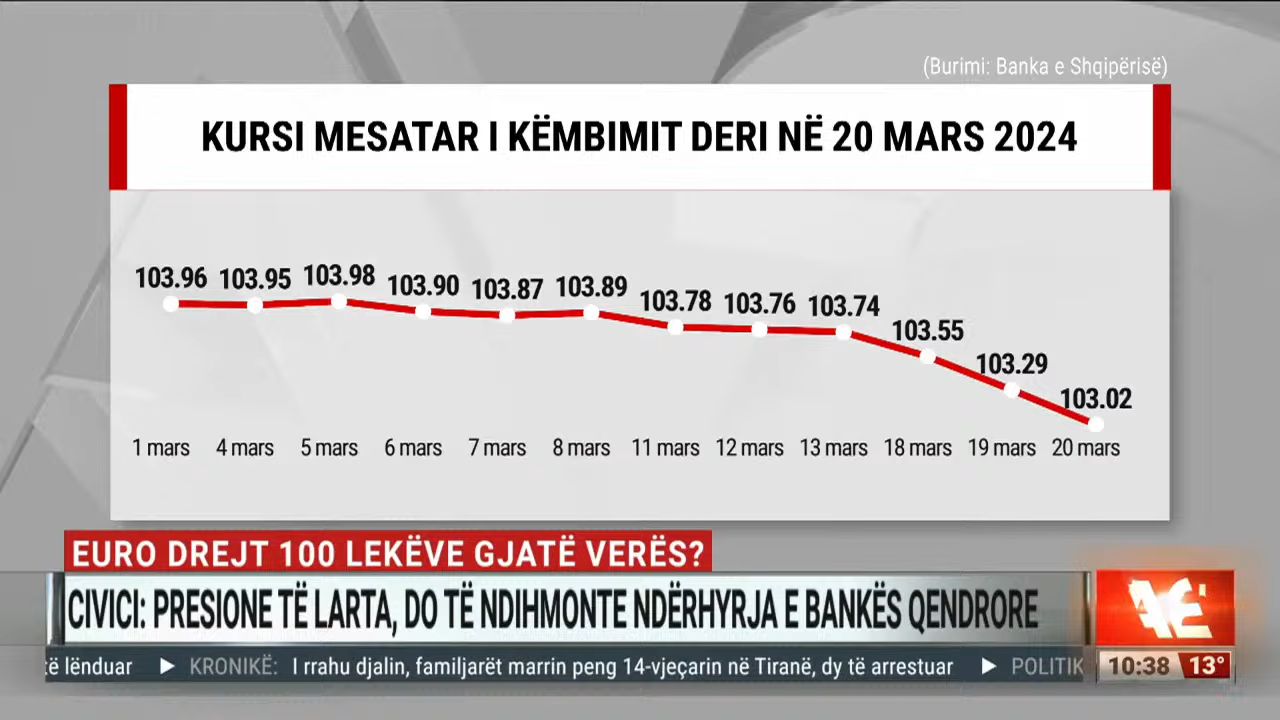 (Burimi: Banka e Shqipërisë)
KURSI MESATAR I KËMBIMIT DERI NË 20 MARS 2024
103.96 103.95 103.98 103.90 103.87 103.89 103.78 103.76 103.74 103.55 103.29 103.02
1 mars 4 mars 5 mars 6 mars 7 mars 8 mars 11 mars 12 mars 13 mars 18 mars 19 mars 20 mars
EURO DREJT 100 LEKËVE GJATË VERËS?
CIVICI: PRESIONE TË LARTA, DO TË NDIHMONTE NDËRHYRJA E BANKËS QENDRORE
të lënduar ▶ KRONIKË: I rrahu djalin, familjarët marrin peng 14-vjeçarin në Tiranë, dy të arrestuar ▶ POLITIK
10:38 13°